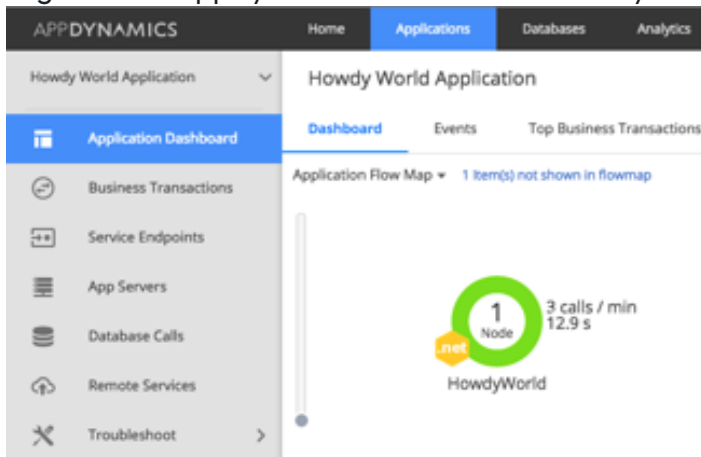 APPDYNAMICS
Home Applications Databases Analytics
Howdy World Application
Howdy World Application
Application Dashboard
Business Transactions
Service Endpoints
App Servers
Database Calls
Remote Services
Troubleshoot
Dashboard Events Top Business Transactions
Application Flow Map 1 Item(s) not shown in flowmap
1
Node
3 calls / min
12.9 s
.net
HowdyWorld